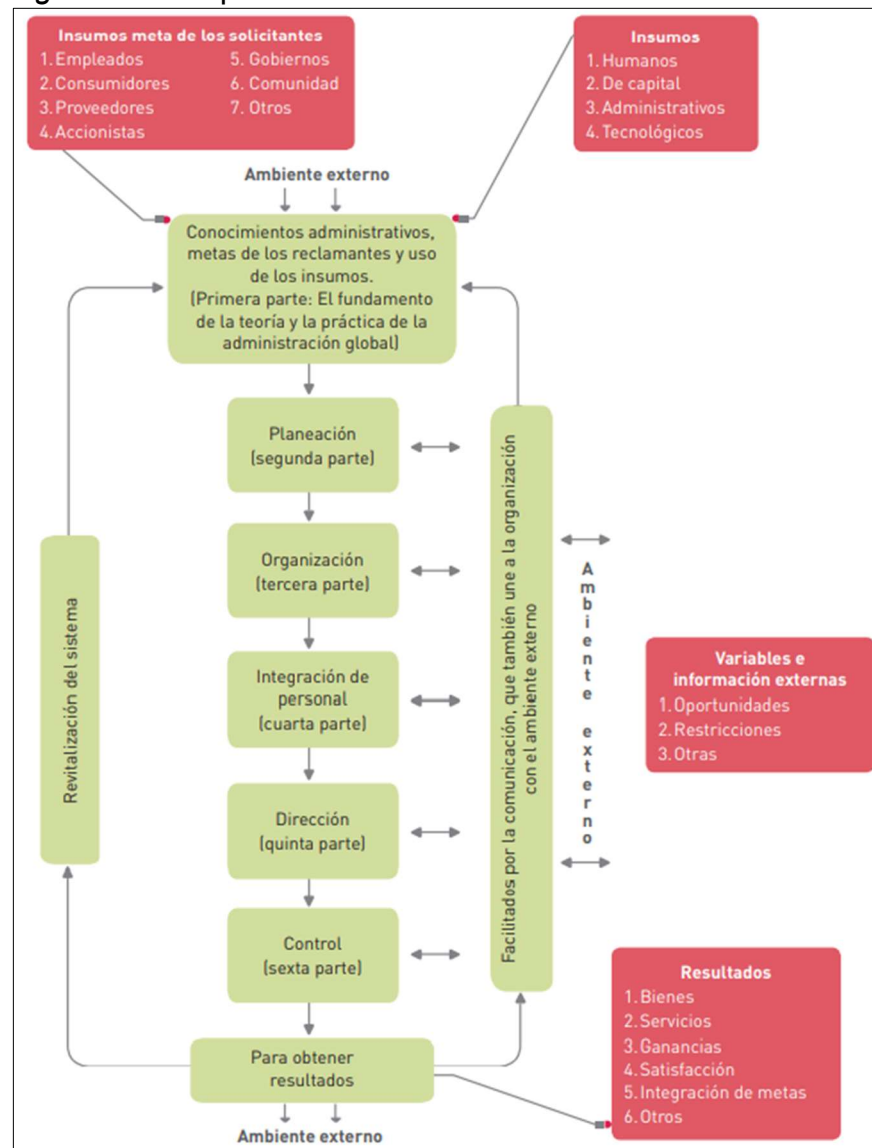 Insumos meta de los solicitantes
1. Empleados
2. Consumidores
3. Proveedores
4. Accionistas
5. Gobiernos
6. Comunidad
7. Otros
Insumos
1. Humanos
2. De capital
3. Administrativos
4. Tecnológicos
Ambiente externo
Conocimientos administrativos,
metas de los reclamantes y uso
de los insumos.
(Primera parte: El fundamento
de la teoría y la práctica de la
administración global)
Planeación
(segunda parte)
Organización
(tercera parte)
Integración de
personal
(cuarta parte)
Dirección
(quinta parte)
Control
(sexta parte)
Para obtener
resultados
Ambiente externo
Revitalización del sistema
Facilitados por la comunicación, que también une a la organización
con el ambiente externo
Ambiente externo
Variables e
información externas
1. Oportunidades
2. Restricciones
3. Otras
Resultados
1. Bienes
2. Servicios
3. Ganancias
4. Satisfacción
5. Integración de metas
6. Otros